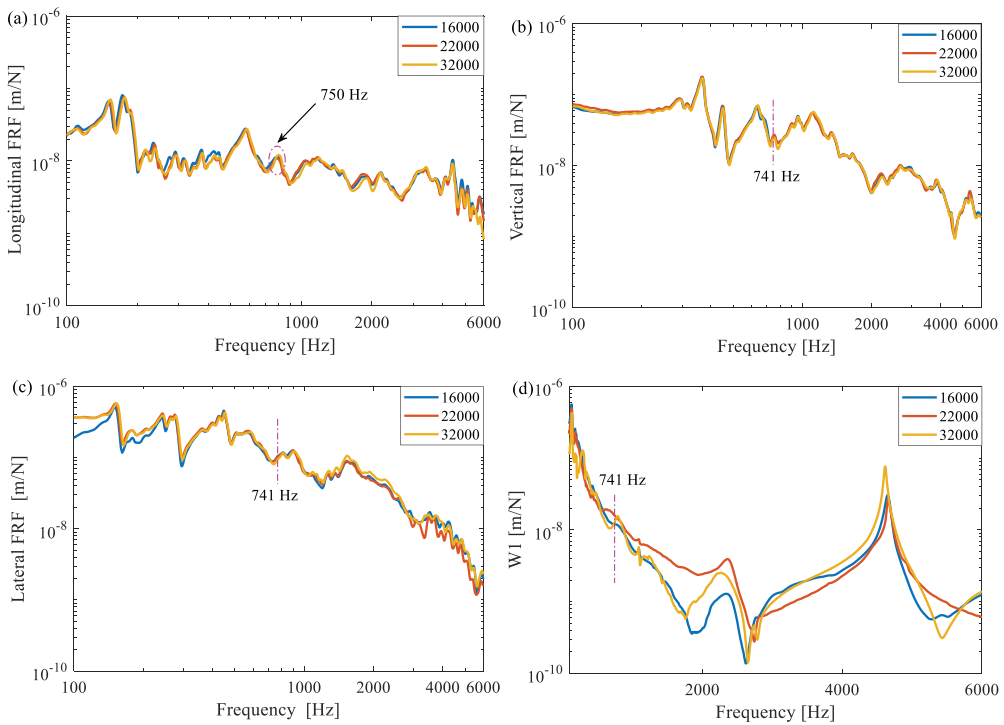 (a)
10-6
10-8
10-10
Longitudinal FRF [m/N]
16000
22000
32000
750 Hz
100
1000
2000
4000
6000
Frequency [Hz]
(b)
10-6
10-8
10-10
Vertical FRF [m/N]
16000
22000
32000
741 Hz
100
1000
2000
4000
6000
Frequency [Hz]
(c)
10-6
10-8
10-10
Lateral FRF [m/N]
16000
22000
32000
741 Hz
100
1000
2000
4000
6000
Frequency [Hz]
(d)
10-6
10-8
10-10
W1 [m/N]
16000
22000
32000
741 Hz
2000
4000
6000
Frequency [Hz]